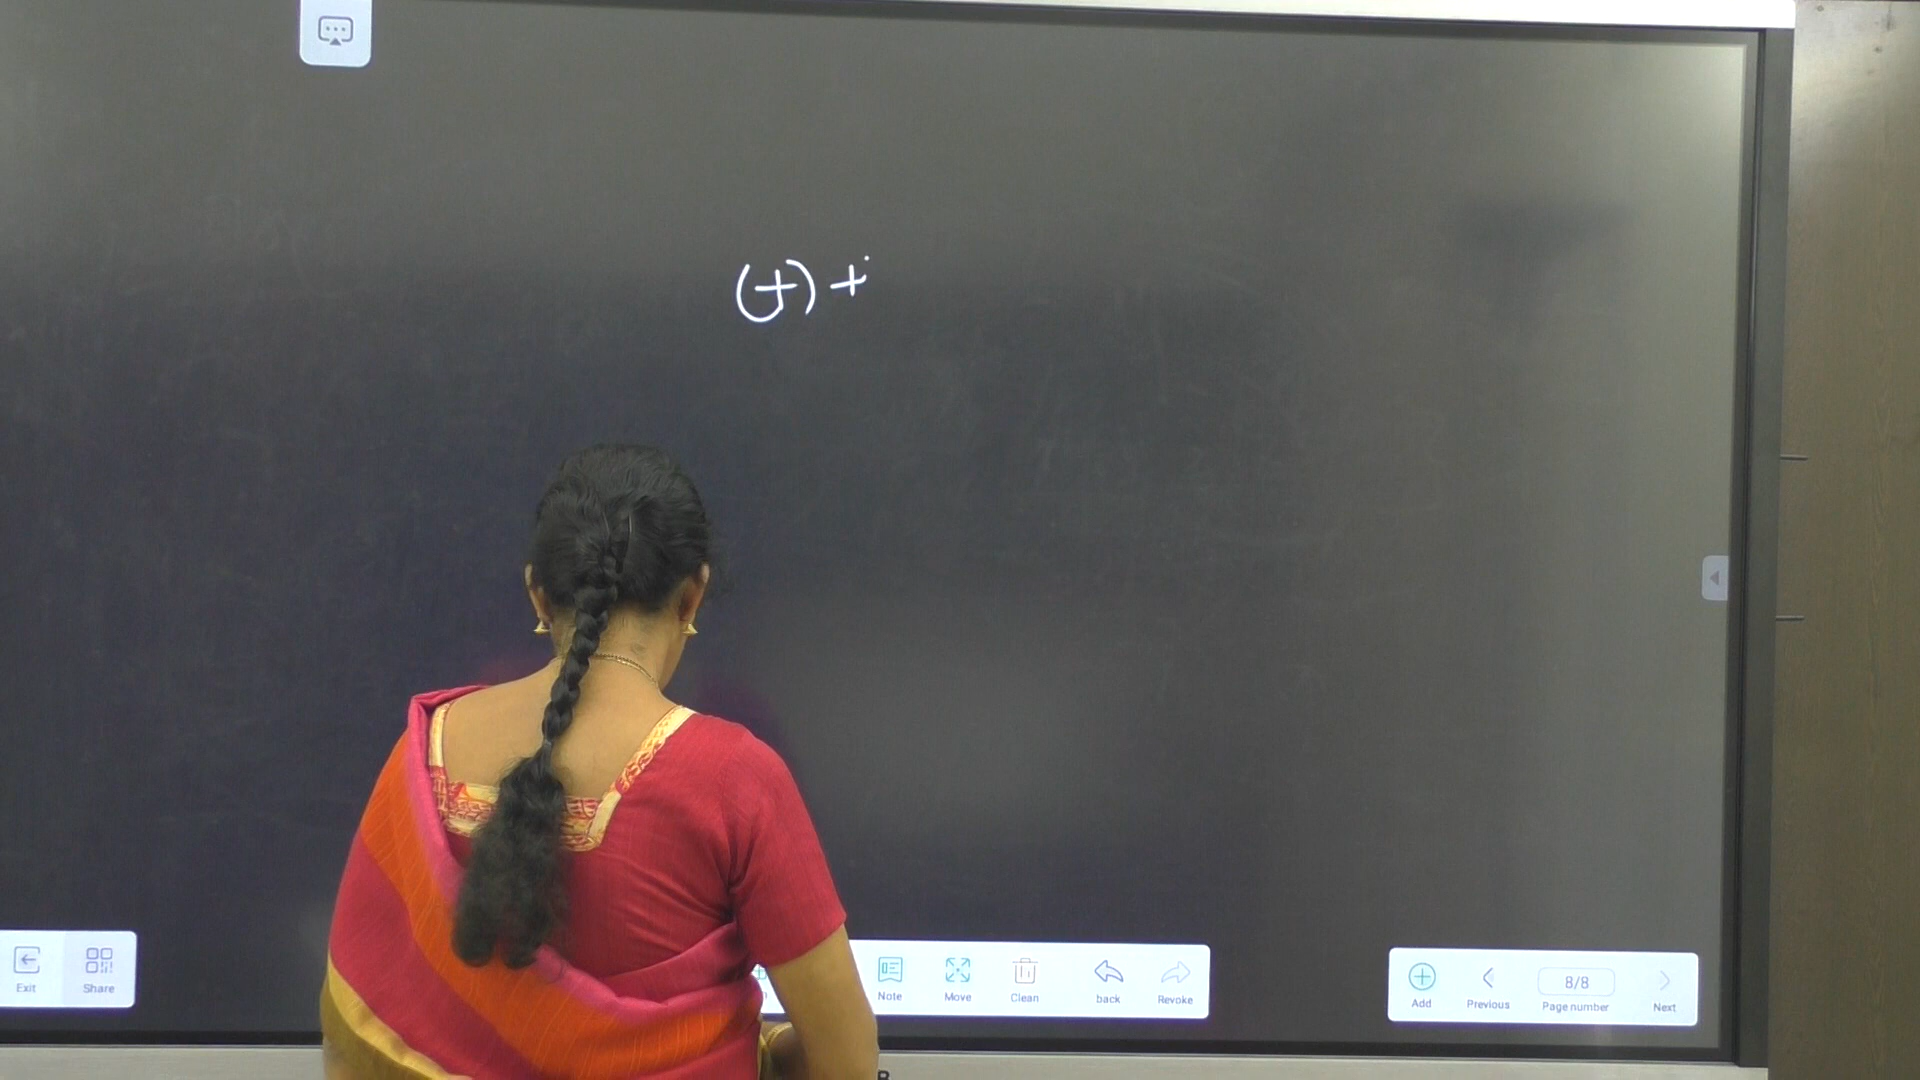 (+) +
Exit
Share
Note
Move
Clean
back
Revoke
Add
Previous
8/8
Page number
Next